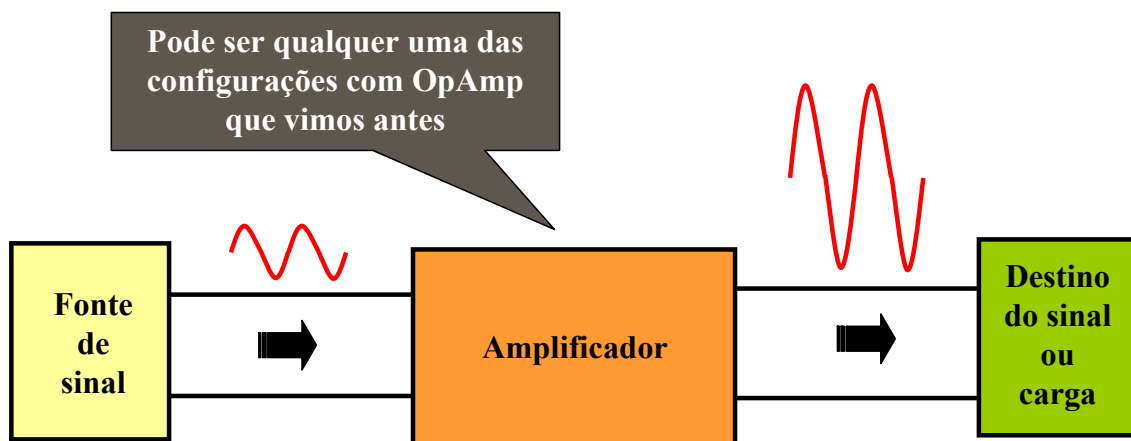 Pode ser qualquer uma das
configurações com OpAmp
que vimos antes
Fonte
de
sinal
Amplificador
Destino
do sinal
ou
carga